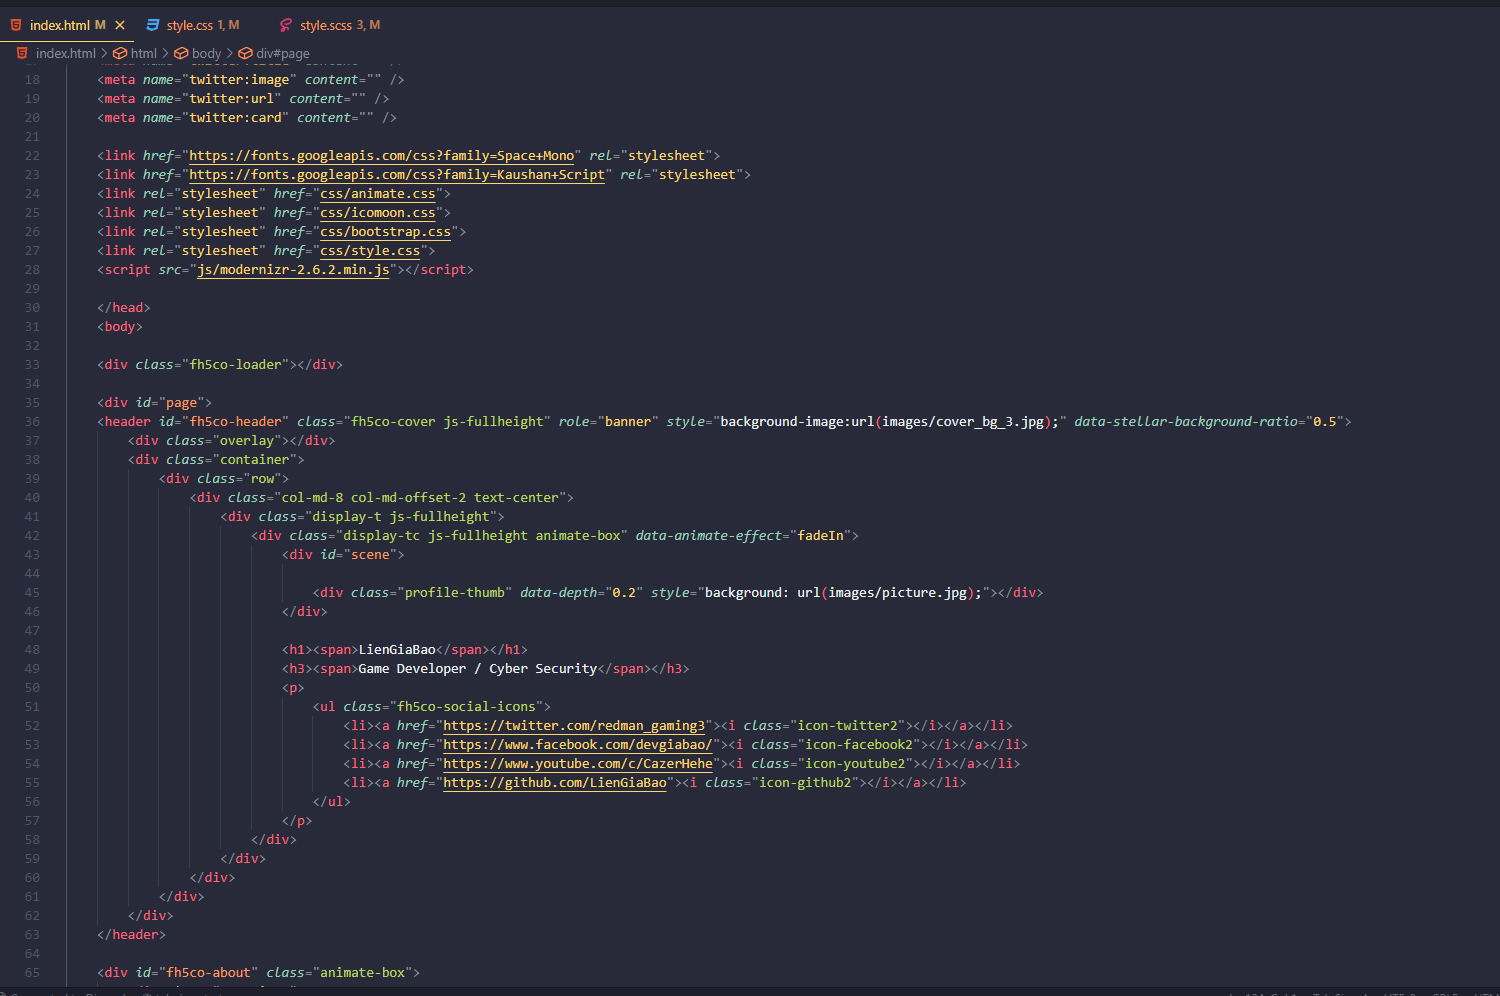 index.html M
style.css 1, M
style.scss 3, M
index.html > html > body > div#page
18 <meta name="twitter:image" content="" />
19 <meta name="twitter:url" content="" />
20 <meta name="twitter:card" content="" />
21
22 <link href="https://fonts.googleapis.com/css?family=Space+Mono" rel="stylesheet">
23 <link href="https://fonts.googleapis.com/css?family=Kaushan+Script" rel="stylesheet">
24 <link rel="stylesheet" href="css/animate.css">
25 <link rel="stylesheet" href="css/icomoon.css">
26 <link rel="stylesheet" href="css/bootstrap.css">
27 <link rel="stylesheet" href="css/style.css">
28 <script src="js/modernizr-2.6.2.min.js"></script>
29
30 </head>
31 <body>
32
33 <div class="fh5co-loader"></div>
34
35 <div id="page">
36 <header id="fh5co-header" class="fh5co-cover js-fullheight" role="banner" style="background-image:url(images/cover_bg_3.jpg);" data-stellar-background-ratio="0.5">
37 <div class="overlay"></div>
38 <div class="container">
39 <div class="row">
40 <div class="col-md-8 col-md-offset-2 text-center">
41 <div class="display-t js-fullheight">
42 <div class="display-tc js-fullheight animate-box" data-animate-effect="fadeIn">
43 <div id="scene">
44
45 <div class="profile-thumb" data-depth="0.2" style="background: url(images/picture.jpg);"></div>
46 </div>
47
48 <h1><span>LienGiaBao</span></h1>
49 <h3><span>Game Developer / Cyber Security</span></h3>
50 <p>
51 <ul class="fh5co-social-icons">
52 <li><a href="https://twitter.com/redman_gaming3"><i class="icon-twitter2"></i></a></li>
53 <li><a href="https://www.facebook.com/devgiabao/"><i class="icon-facebook2"></i></a></li>
54 <li><a href="https://www.youtube.com/c/CazerHehe"><i class="icon-youtube2"></i></a></li>
55 <li><a href="https://github.com/LienGiaBao"><i class="icon-github2"></i></a></li>
56 </ul>
57 </p>
58 </div>
59 </div>
60 </div>
61 </div>
62 </div>
63 </header>
64
65 <div id="fh5co-about" class="animate-box">